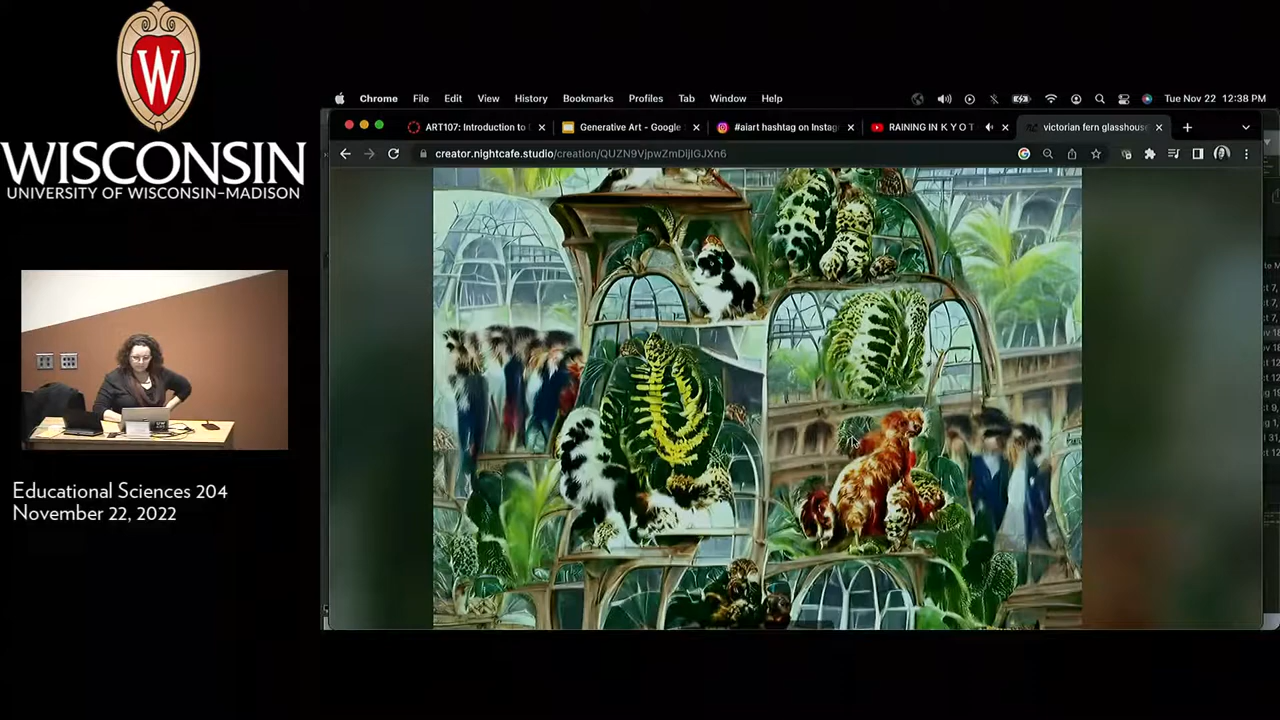 W
WISCONSIN
UNIVERSITY OF WISCONSIN–MADISON
Educational Sciences 204
November 22, 2022
Chrome File Edit View History Bookmarks Profiles Tab Window Help Tue Nov 22 12:38 PM
ART107: Introduction to
Generative Art - Google
#aiart hashtag on Instag
RAINING IN K Y O T
victorian fern glasshouse
creator.nightcafe.studio/creation/QUZN9VjpwZmDijlGJXn6